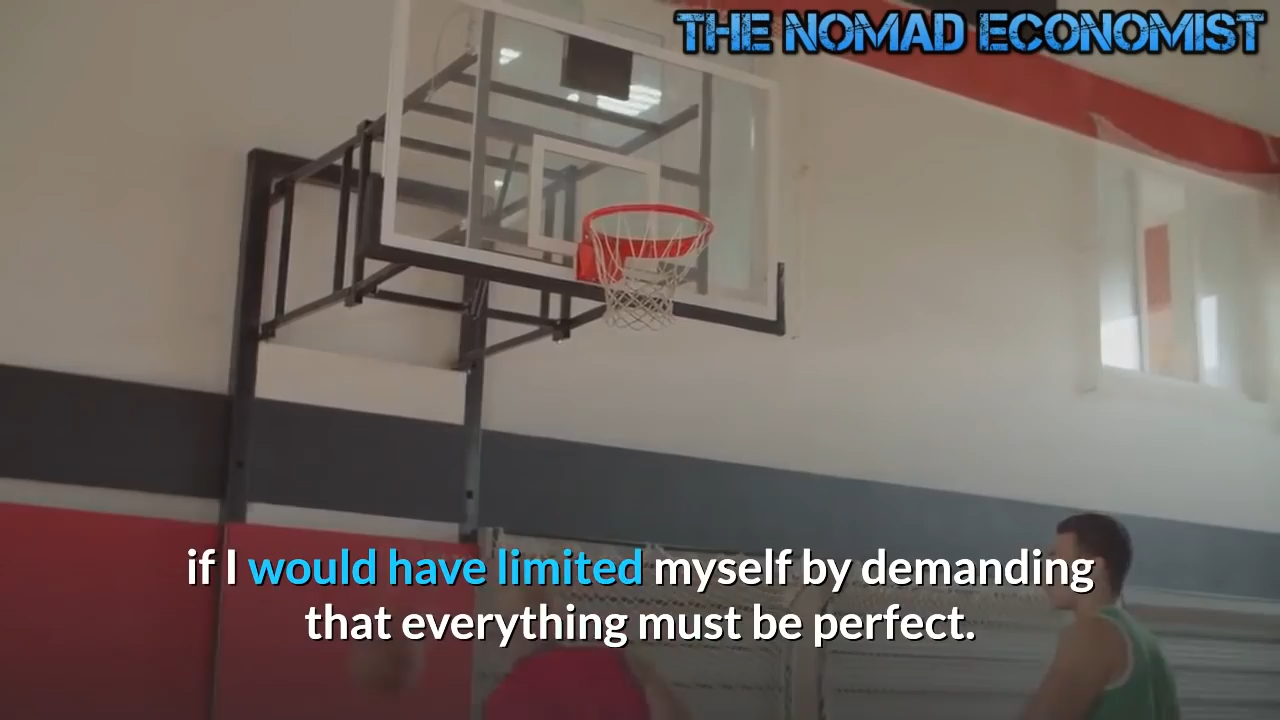 THE NOMAD ECONOMIST
if I would have limited myself by demanding
that everything must be perfect.